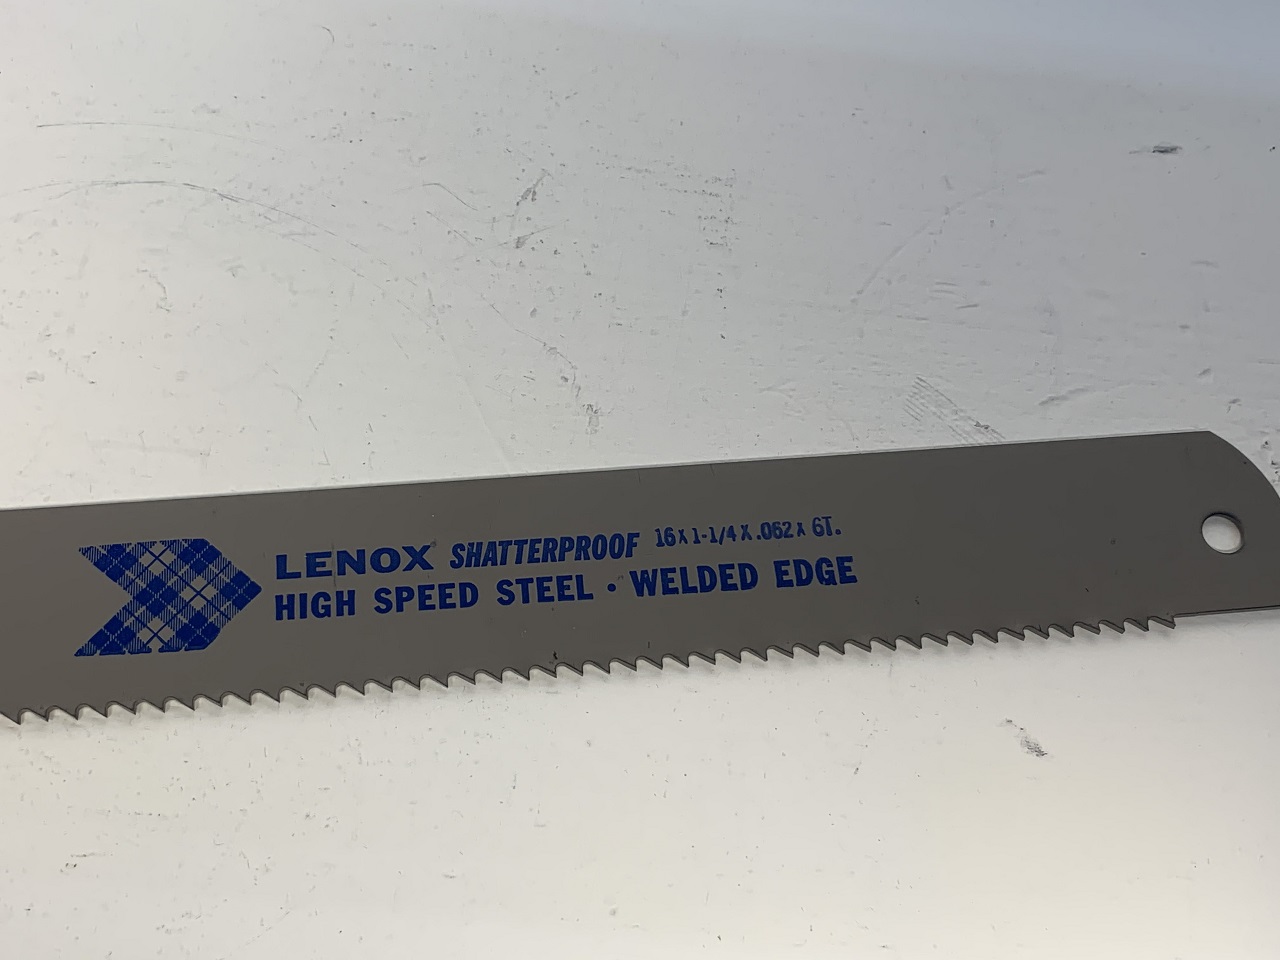 LENOX SHATTERPROOF 16 X 1-1/4 X .062 X 6T.
HIGH SPEED STEEL · WELDED EDGE